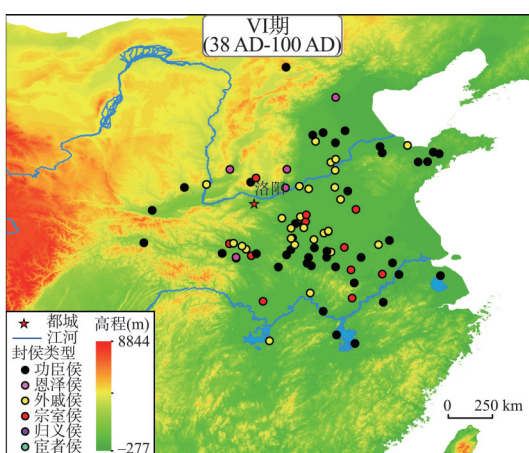 VI期
(38 AD-100 AD)
洛阳
都城
江河
封侯类型
功臣侯
恩泽侯
外戚侯
宗室侯
归义侯
宦者侯
高程(m)
8844
-277
0 250 km